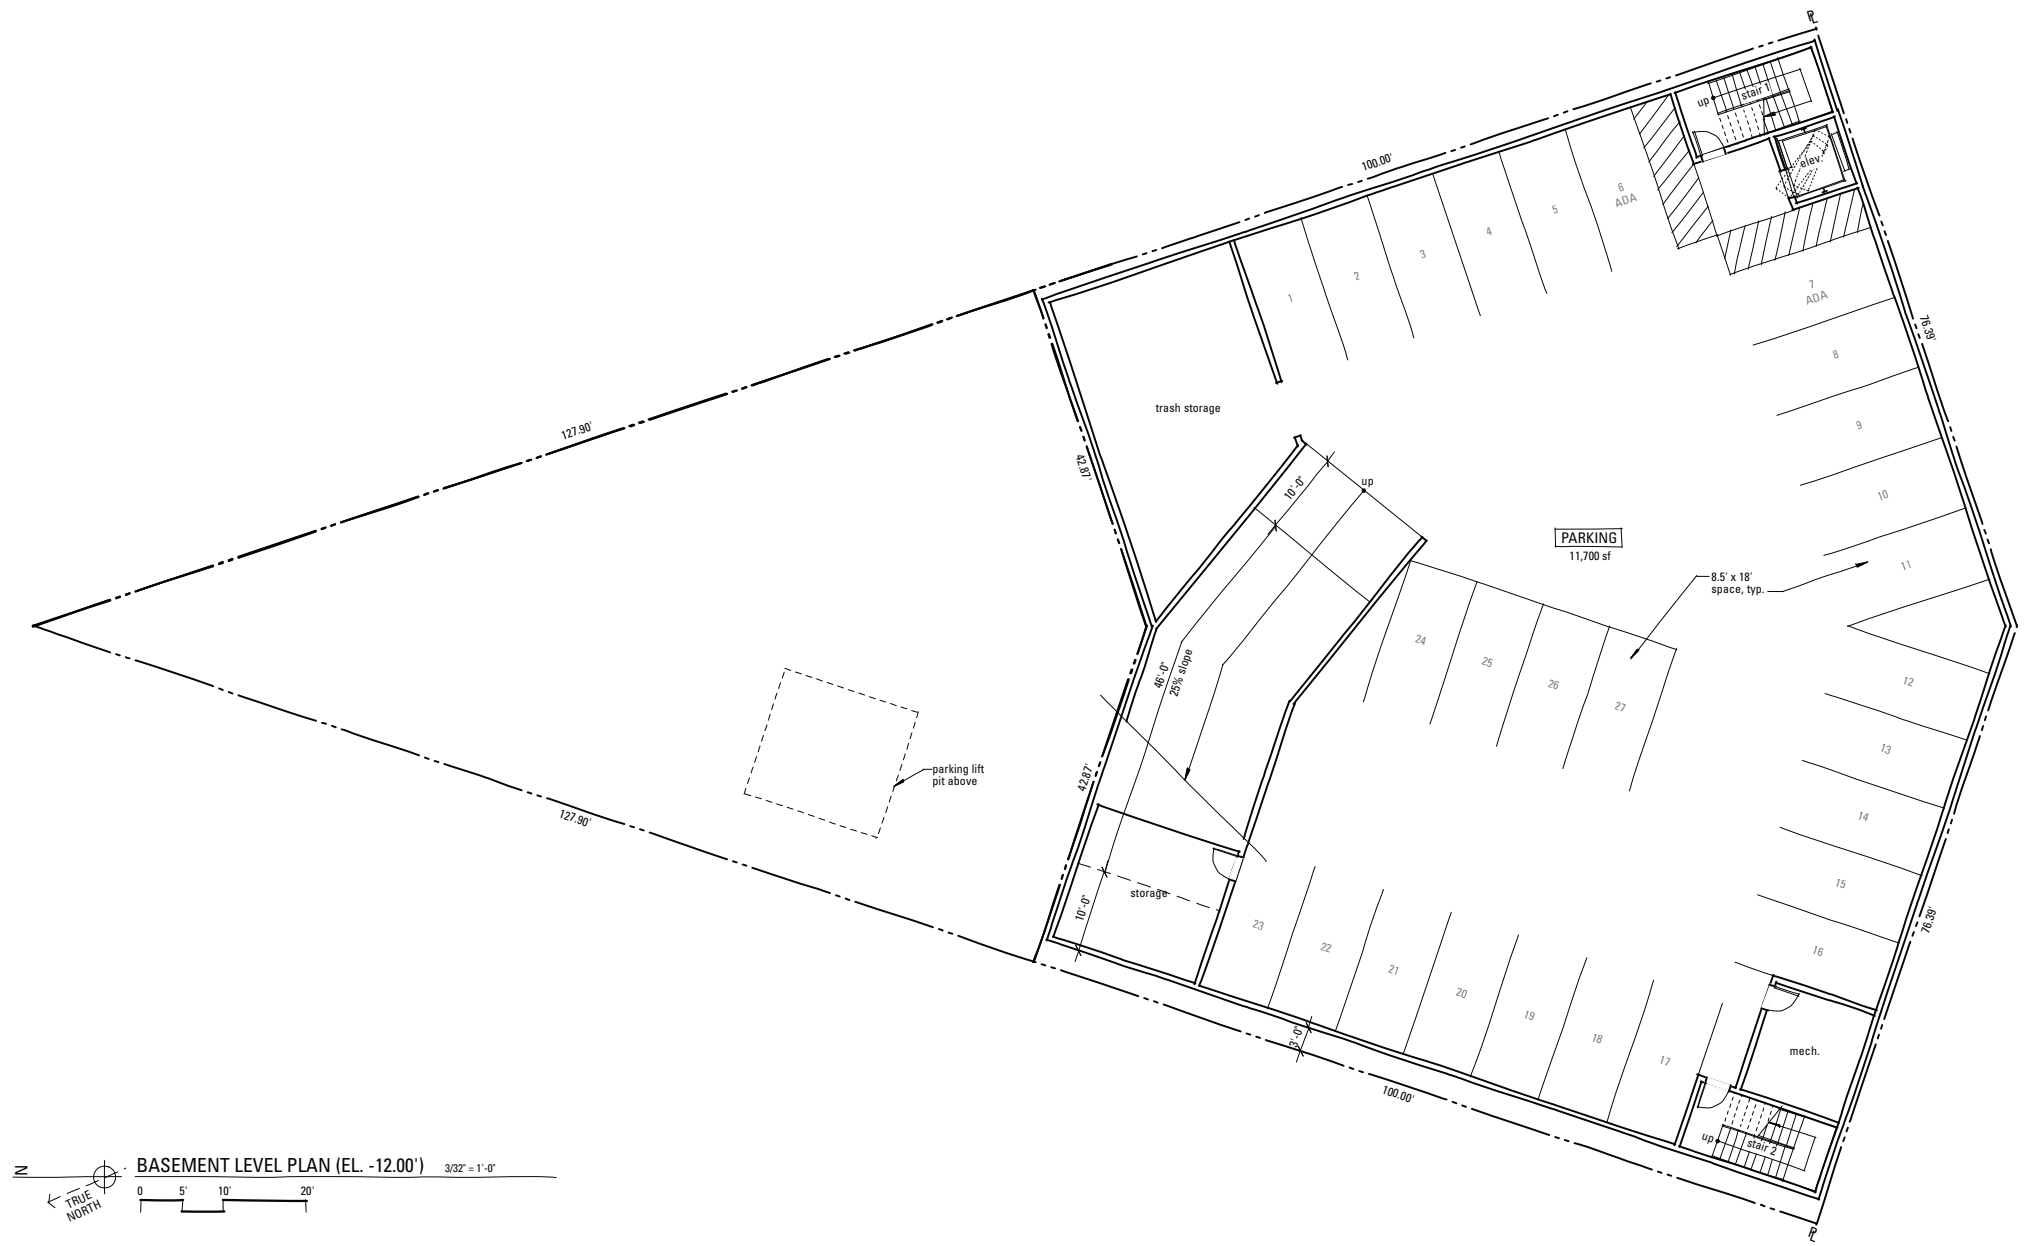 PL
100.00'
up
stair 1
elev.
6
ADA
5
4
3
2
1
7
ADA
76.39'
8
trash storage
9
127.90'
42.87'
up
10'-0"
10
PARKING
11,700 sf
11
8.5' x 18'
space, typ.
24
25
26
27
46'-0"
25% slope
12
13
parking lift
pit above
42.87'
127.90'
14
15
storage
10'-0"
23
22
21
20
19
18
17
16
76.39'
3'-0"
mech.
100.00'
up
stair 2
N
TRUE
NORTH
BASEMENT LEVEL PLAN (EL. -12.00') 3/32" = 1'-0"
0 5' 10' 20'
PL